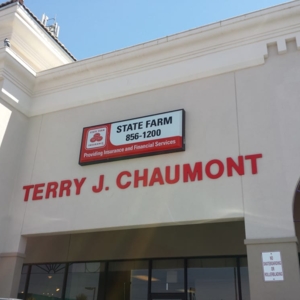 STATE FARM
856-1200
Providing Insurance and Financial Services
TERRY J. CHAUMONT